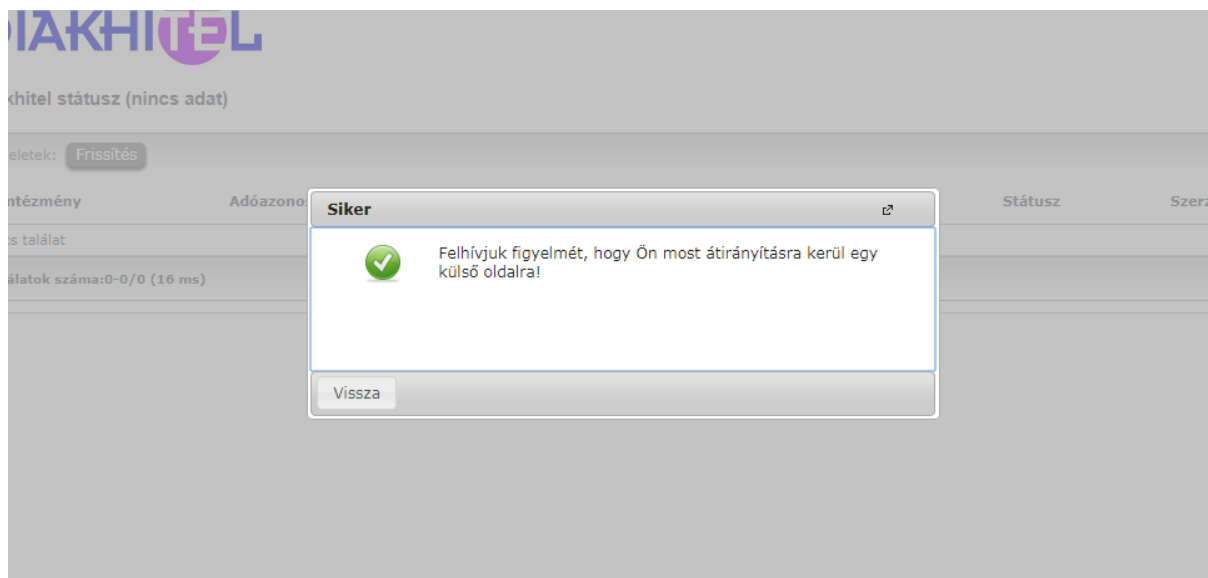 IAKHITEL
khitel státusz (nincs adat)
eletek: Frissítés
ntézmény Adóazono Státusz Szerz
Siker
cs találat
Felhívjuk figyelmét, hogy Ön most átirányításra kerül egy
külső oldalra!
álatok száma:0-0/0 (16 ms)
Vissza